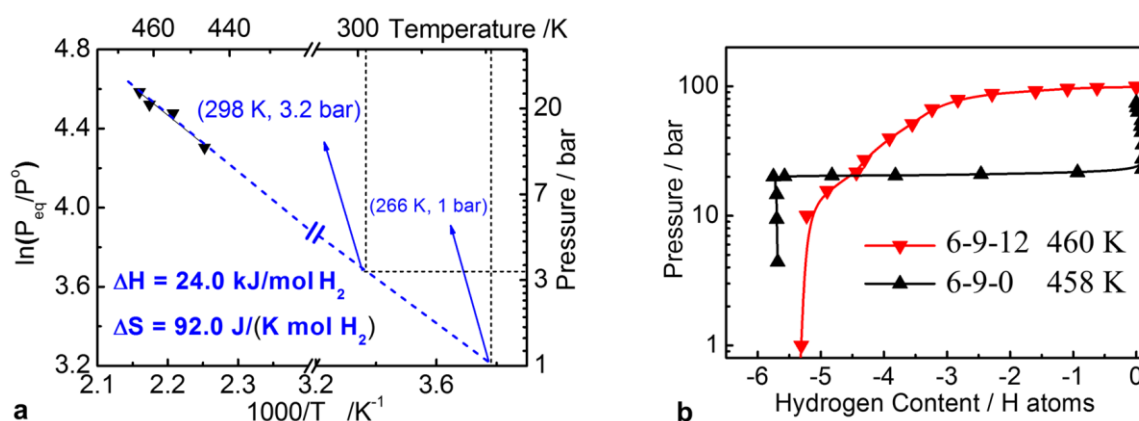 460 440 300 Temperature /K
4.8
4.4
4.0
3.6
3.2
ln(P_eq/P°)
20
7
3
1
Pressure / bar
(298 K, 3.2 bar)
(266 K, 1 bar)
ΔH = 24.0 kJ/mol H₂
ΔS = 92.0 J/(K mol H₂)
2.1 2.2 2.3 3.2 3.6
1000/T /K⁻¹
a
100
10
1
Pressure / bar
6-9-12 460 K
6-9-0 458 K
-6 -5 -4 -3 -2 -1 0
Hydrogen Content / H atoms
b